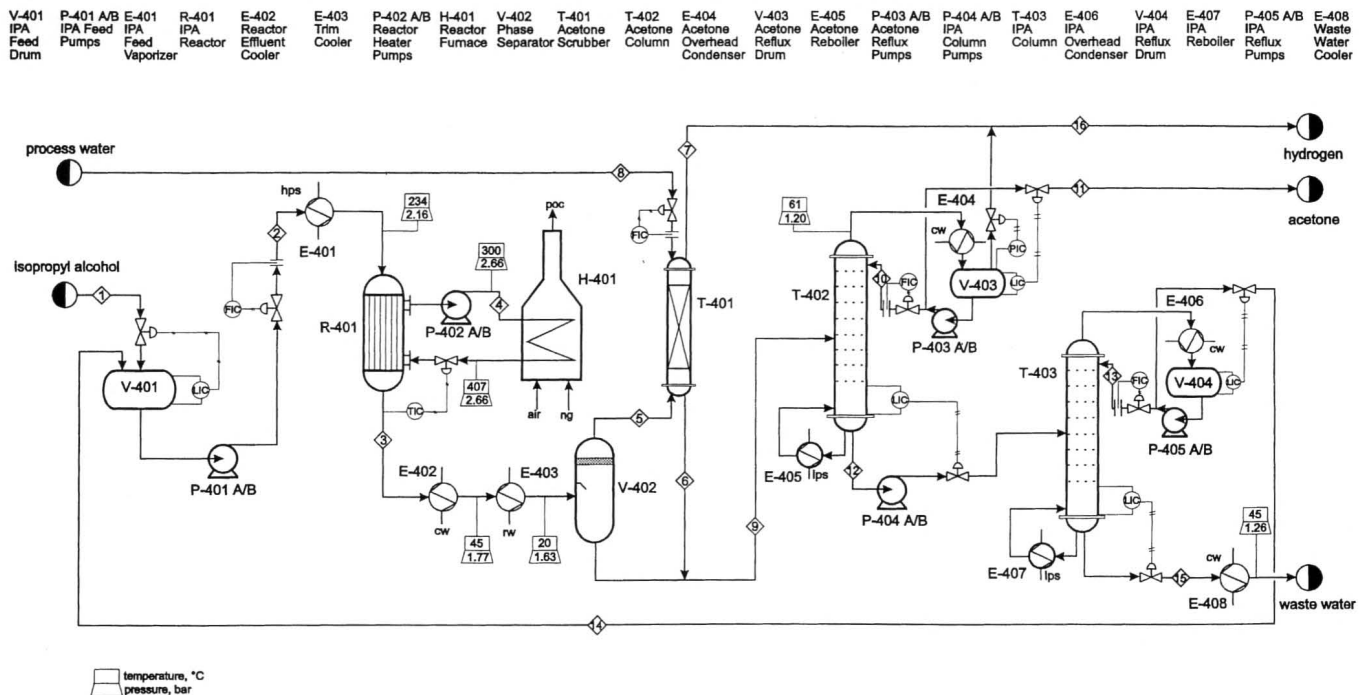 V-401 P-401 A/B E-401 R-401 E-402 E-403 P-402 A/B H-401 V-402 T-401 T-402 E-404 V-403 E-405 P-403 A/B P-404 A/B T-403 E-406 V-404 E-407 P-405 A/B E-408
IPA IPA Feed IPA IPA Reactor Trim Reactor Reactor Phase Acetone Acetone Acetone Acetone Acetone Acetone IPA IPA IPA IPA IPA IPA Waste
Feed Pumps Feed Reactor Effluent Cooler Heater Furnace Separator Scrubber Column Overhead Reflux Reboiler Reflux Column Column Overhead Reflux Reboiler Reflux Water
Drum Vaporizer Cooler Pumps Condenser Drum Pumps Pumps Condenser Drum Pumps Cooler
7
16
hydrogen
process water
8
hps
234
2.16
poc
FIC
61
1.20
E-404
cw
11
acetone
2
E-401
300
2.66
H-401
T-401
PIC
isopropyl alcohol
1
FIC
R-401
4
P-402 A/B
T-402
10
FIC
V-403
LIC
P-403 A/B
E-406
cw
V-401
LIC
407
2.66
TIC
air
ng
5
LIC
T-403
13
FIC
V-404
LIC
P-405 A/B
3
P-401 A/B
E-402
cw
E-403
rw
V-402
6
E-405
lps
12
P-404 A/B
LIC
45
1.77
20
1.63
9
E-407
lps
15
cw
E-408
45
1.26
waste water
14
temperature, °C
pressure, bar